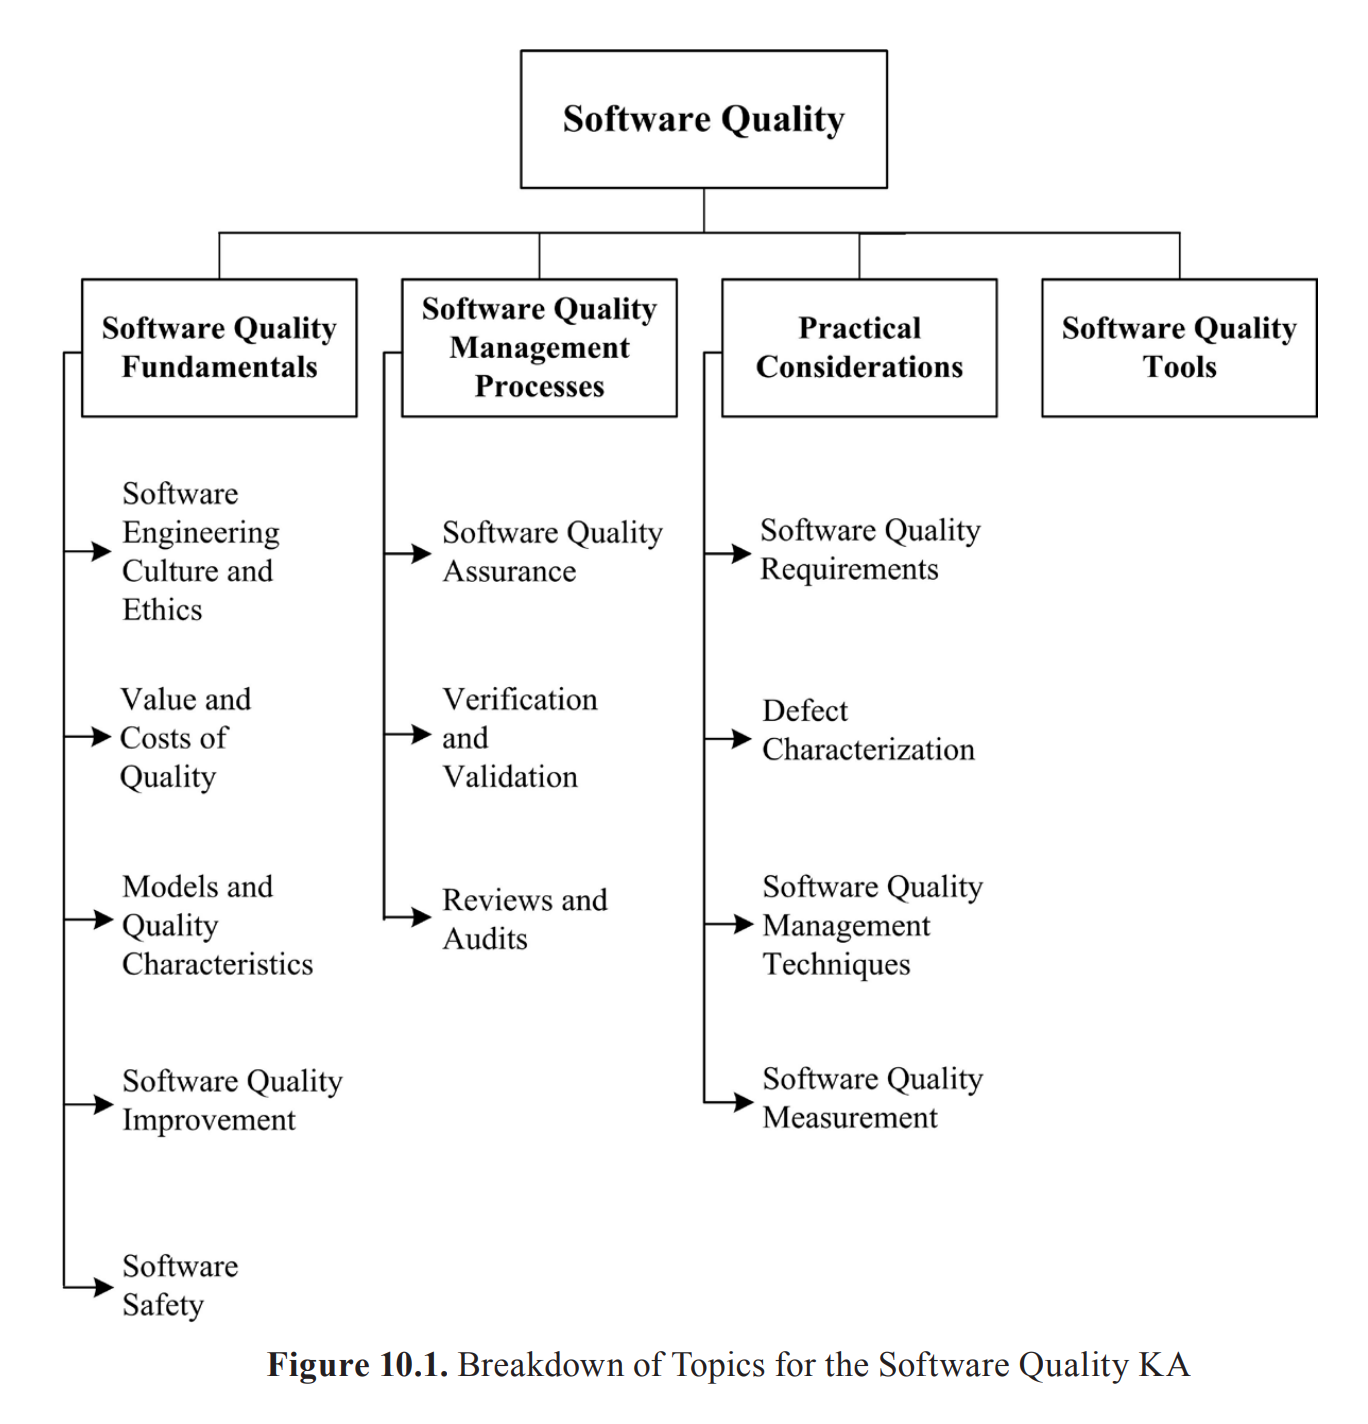 Software Quality
Software Quality
Fundamentals
Software
Engineering
Culture and
Ethics
Value and
Costs of
Quality
Models and
Quality
Characteristics
Software Quality
Improvement
Software
Safety
Software Quality
Management
Processes
Software Quality
Assurance
Verification
and
Validation
Reviews and
Audits
Practical
Considerations
Software Quality
Requirements
Defect
Characterization
Software Quality
Management
Techniques
Software Quality
Measurement
Software Quality
Tools
Figure 10.1. Breakdown of Topics for the Software Quality KA